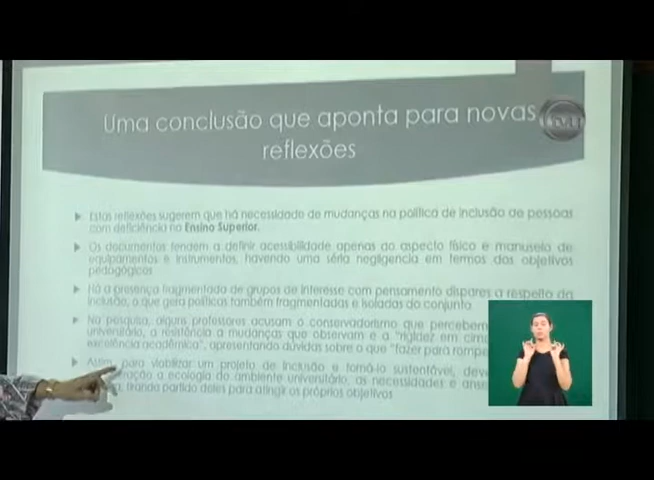 Uma conclusão que aponta para novas
reflexões
Estas reflexões sugerem que há necessidade de mudanças na política de inclusão de pessoas
com deficiência no Ensino Superior.
Os documentos tendem a definir acessibilidade apenas do aspecto físico e manuseio de
equipamentos e instrumentos, havendo uma séria negligencia em termos dos objetivos
pedagógicos
Há a presença fragmentada de grupos de interesse com pensamento díspares a respeito da
inclusão, o que gera políticas também fragmentadas e isoladas do conjunto
Na pesquisa, alguns professores acusam o conservadorismo que percebem
universitário, a resistência a mudanças que observam e a "rigidez em
excelência acadêmica", apresentando dúvidas sobre o que "fazer para
Assim, para viabilizar um projeto de inclusão e torná-lo sustentável,
a ecologia do ambiente universitário, as necessidades e
tirando partido deles para atingir os próprios objetivos